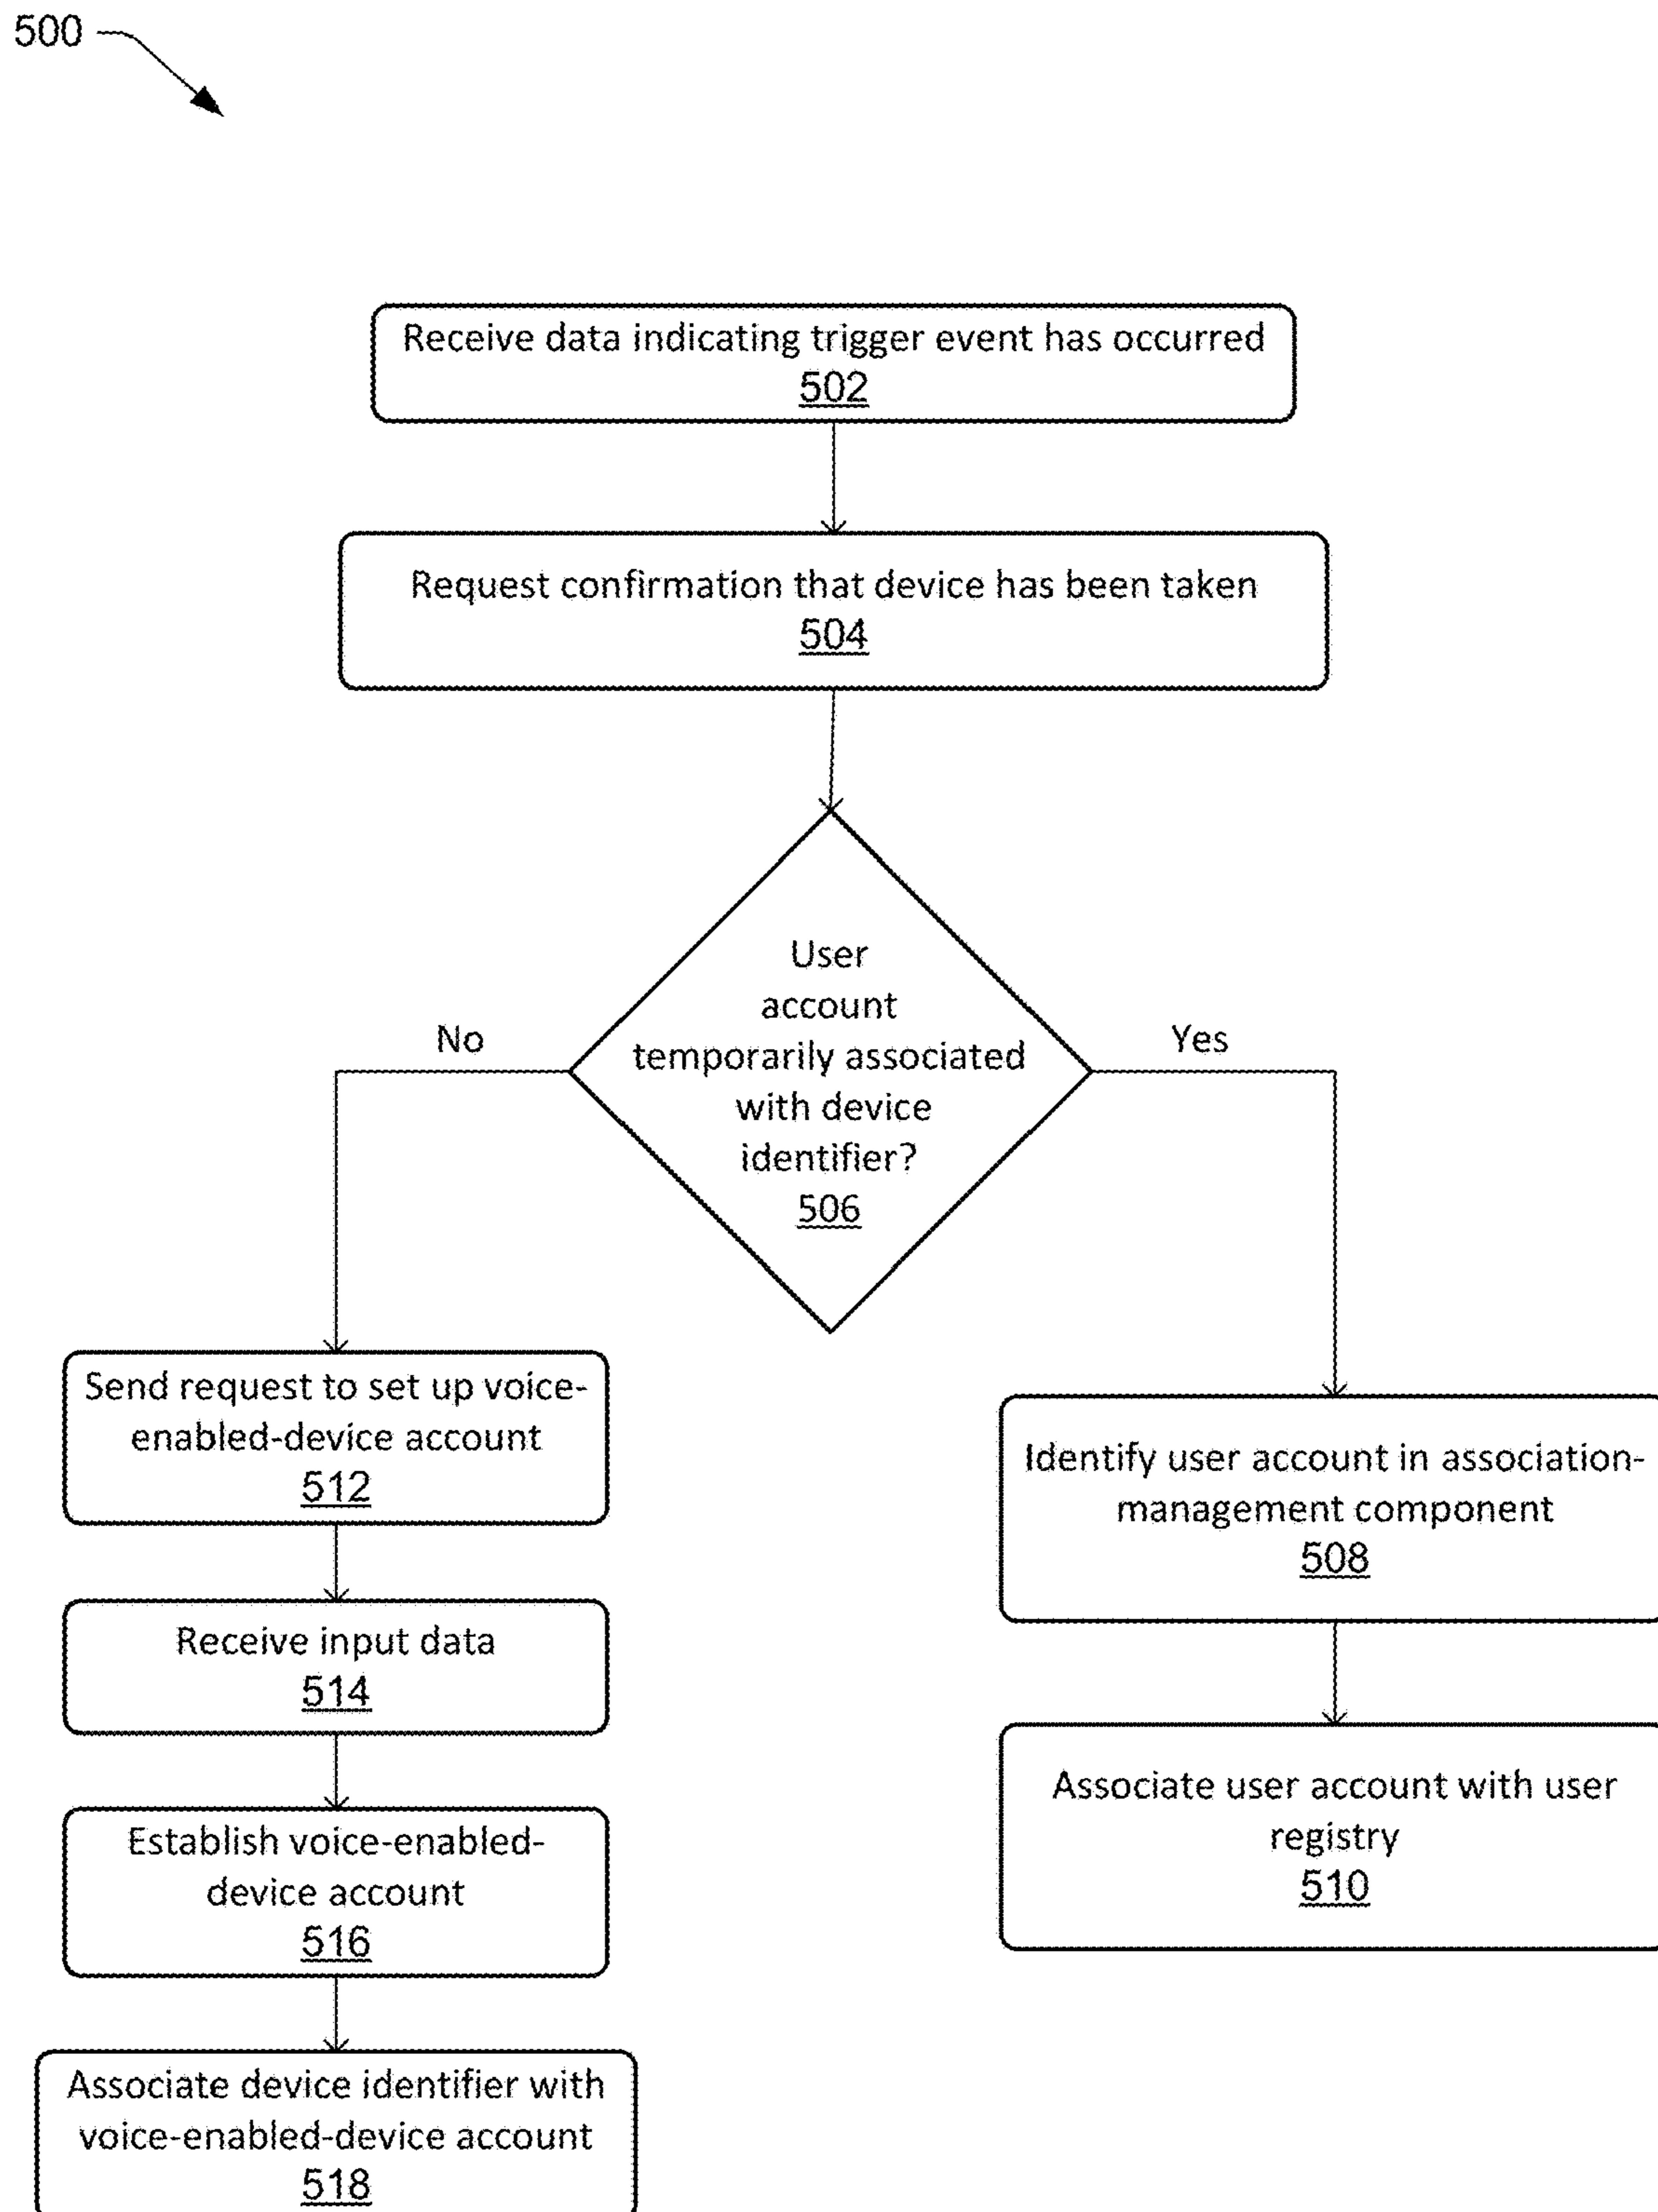 500
Receive data indicating trigger event has occurred
502
Request confirmation that device has been taken
504
User
account
temporarily associated
with device
identifier?
506
No
Yes
Send request to set up voice-
enabled-device account
512
Receive input data
514
Establish voice-enabled-
device account
516
Associate device identifier with
voice-enabled-device account
518
Identify user account in association-
management component
508
Associate user account with user
registry
510